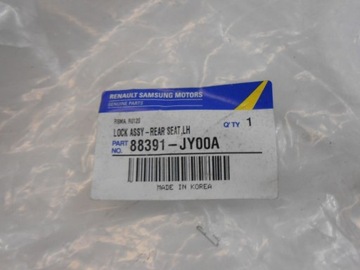 RENAULT SAMSUNG MOTORS
GENUINE PARTS
LOCK ASSY-REAR SEAT,LH
Q'TY 1
PART NO. 88391-JY00A
MADE IN KOREA